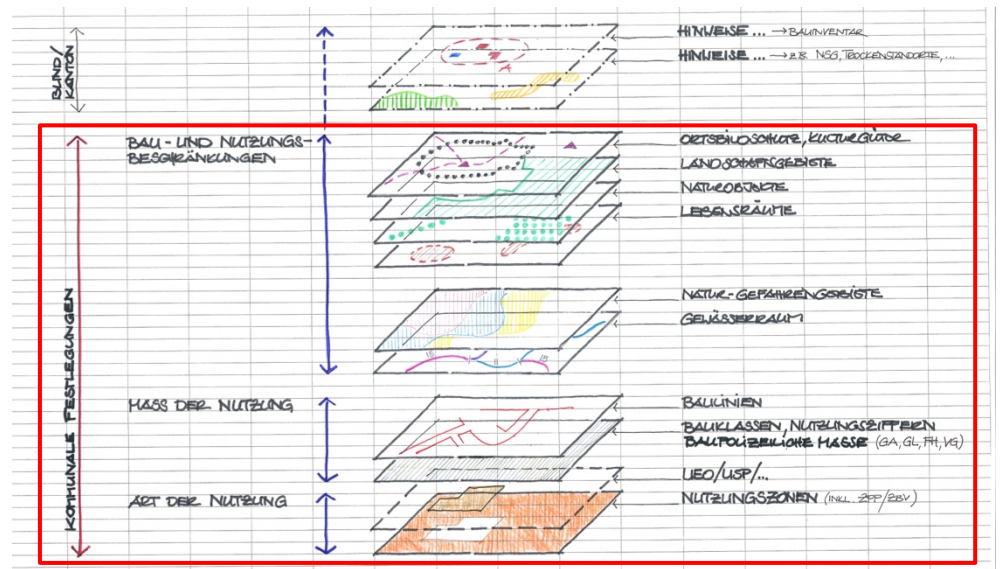 BUND/
KANTON
HINWEISE ... → BAUINVENTAR
HINWEISE ... → Z.B. NSG, TROCKENSTANDORTE, ...
A
KOMMUNALE FESTLEGUNGEN
BAU- UND NUTZUNGS-
BESCHRÄNKUNGEN
ORTSBILDSCHUTZ, KULTURGÜTER
LANDSCHAFTSGEBIETE
NATUROBJEKTE
LEBENSRÄUME
NATUR-GEFAHRENGEBIETE
GEWÄSSERRAUM
MASS DER NUTZUNG
BAULINIEN
BAUKLASSEN, NUTZUNGSZIFFERN
BAUPOLIZEILICHE MASSE (GA, GL, FH, VG)
UEO/USP/...
ART DER NUTZUNG
NUTZUNGSZONEN (INKL. ZPP/ZBV)